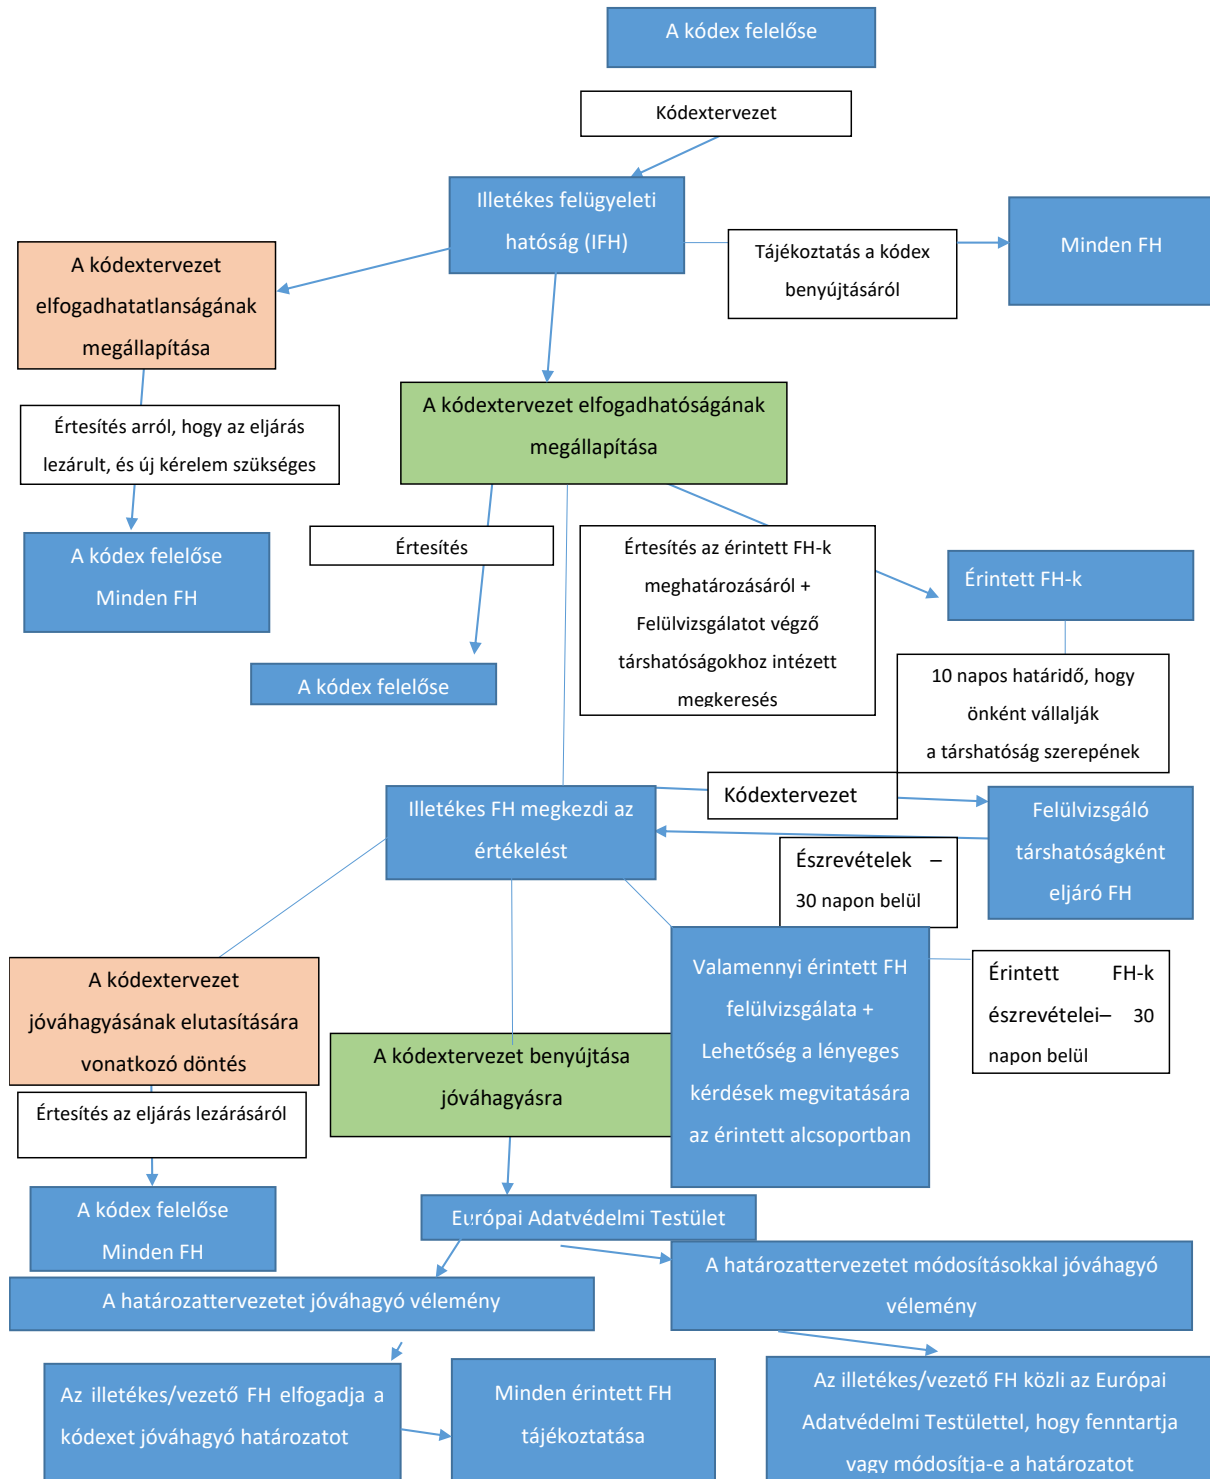 A kódex felelőse
Kódextervezet
Illetékes felügyeleti
hatóság (IFH)
Minden FH
Tájékoztatás a kódex
benyújtásáról
A kódextervezet
elfogadhatatlanságának
megállapítása
A kódextervezet elfogadhatóságának
megállapítása
Értesítés arról, hogy az eljárás
lezárult, és új kérelem szükséges
A kódex felelőse
Minden FH
Értesítés
Értesítés az érintett FH-k
meghatározásáról +
Felülvizsgálatot végző
társhatóságokhoz intézett
megkeresés
Érintett FH-k
A kódex felelőse
10 napos határidő, hogy
önként vállalják
a társhatóság szerepének
Illetékes FH megkezdi az
értékelést
Kódextervezet
Felülvizsgáló
társhatóságként
eljáró FH
Észrevételek –
30 napon belül
A kódextervezet
jóváhagyásának elutasítására
vonatkozó döntés
Valamennyi érintett FH
felülvizsgálata +
Lehetőség a lényeges
kérdések megvitatására
az érintett alcsoportban
Érintett FH-k
észrevételei– 30
napon belül
A kódextervezet benyújtása
jóváhagyásra
Értesítés az eljárás lezárásáról
A kódex felelőse
Minden FH
Európai Adatvédelmi Testület
A határozattervezetet jóváhagyó vélemény
A határozattervezetet módosításokkal jóváhagyó
vélemény
Az illetékes/vezető FH elfogadja a
kódexet jóváhagyó határozatot
Minden érintett FH
tájékoztatása
Az illetékes/vezető FH közli az Európai
Adatvédelmi Testülettel, hogy fenntartja
vagy módosítja-e a határozatot